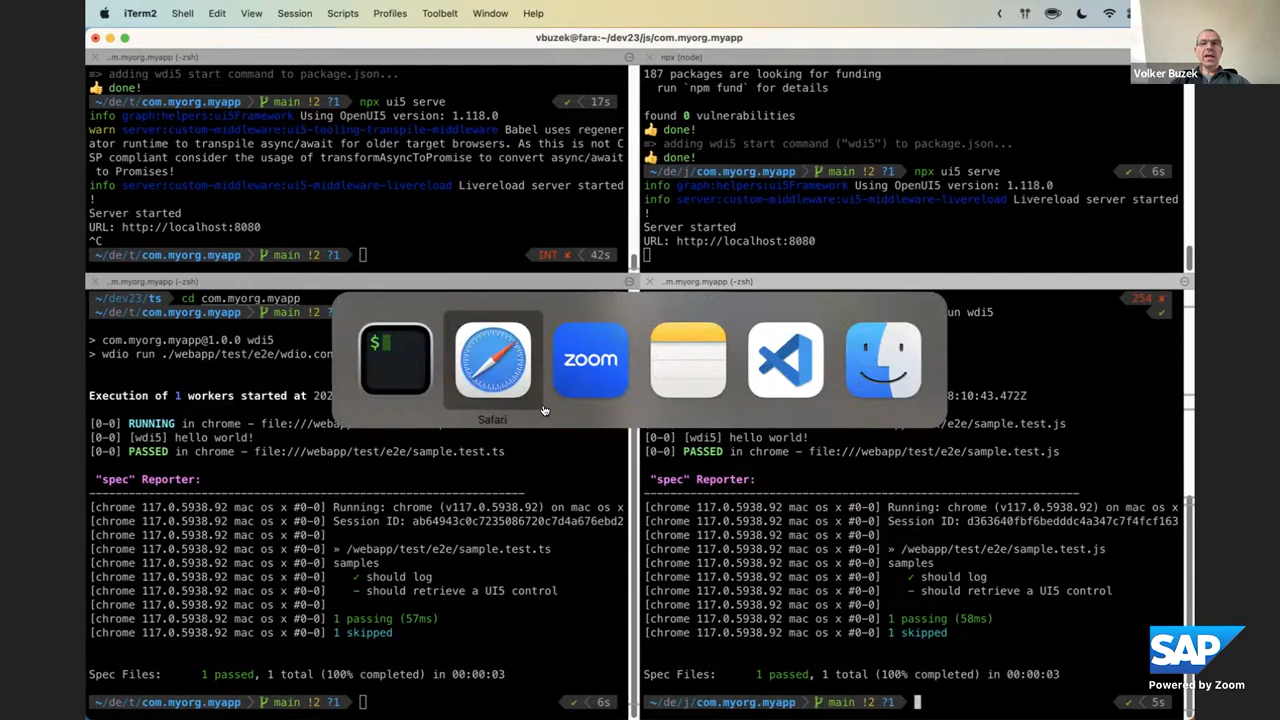 iTerm2 Shell Edit View Session Scripts Profiles Toolbelt Window Help
vbuzek@fara:~/dev23/js/com.myorg.myapp
Volker Buzek
..m.myorg.myapp (-zsh)
=> adding wdi5 start command to package.json...
👍 done!
~/de/t/com.myorg.myapp main !2 ?1 npx ui5 serve ✔ 17s
info graph:helpers:ui5Framework Using OpenUI5 version: 1.118.0
warn server:custom-middleware:ui5-tooling-transpile-middleware Babel uses regener
ator runtime to transpile async/await for older target browsers. As this is not C
SP compliant consider the usage of transformAsyncToPromise to convert async/await
to Promises!
info server:custom-middleware:ui5-middleware-livereload Livereload server started
!
Server started
URL: http://localhost:8080
^C
~/de/t/com.myorg.myapp main !2 ?1 INT ✘ 42s
npx (node)
187 packages are looking for funding
run `npm fund` for details
found 0 vulnerabilities
👍 done!
=> adding wdi5 start command ("wdi5") to package.json...
👍 done!
~/de/j/com.myorg.myapp main !2 ?1 npx ui5 serve ✔ 6s
info graph:helpers:ui5Framework Using OpenUI5 version: 1.118.0
info server:custom-middleware:ui5-middleware-livereload Livereload server started
!
Server started
URL: http://localhost:8080
..m.myorg.myapp (-zsh)
~/dev23/ts cd com.myorg.myapp
~/de/t/com.myorg.myapp main !2
> com.myorg.myapp@1.0.0 wdi5
> wdio run ./webapp/test/e2e/wdio.con
Execution of 1 workers started at 202
[0-0] RUNNING in chrome - file:///weba
[0-0] [wdi5] hello world!
[0-0] PASSED in chrome - file:///webapp/test/e2e/sample.test.ts
"spec" Reporter:
[chrome 117.0.5938.92 mac os x #0-0] Running: chrome (v117.0.5938.92) on mac os x
[chrome 117.0.5938.92 mac os x #0-0] Session ID: ab64943c0c7235086720c7d4a676ebd2
[chrome 117.0.5938.92 mac os x #0-0]
[chrome 117.0.5938.92 mac os x #0-0] » /webapp/test/e2e/sample.test.ts
[chrome 117.0.5938.92 mac os x #0-0] samples
[chrome 117.0.5938.92 mac os x #0-0] ✓ should log
[chrome 117.0.5938.92 mac os x #0-0] - should retrieve a UI5 control
[chrome 117.0.5938.92 mac os x #0-0]
[chrome 117.0.5938.92 mac os x #0-0] 1 passing (57ms)
[chrome 117.0.5938.92 mac os x #0-0] 1 skipped
Spec Files: 1 passed, 1 total (100% completed) in 00:00:03
~/de/t/com.myorg.myapp main !2 ?1 ✔ 6s
..m.myorg.myapp (-zsh)
254 ✘
un wdi5 ✔
8:10:43.472Z
[0-0] [wdi5] hello world!
[0-0] PASSED in chrome - file:///webapp/test/e2e/sample.test.js
"spec" Reporter:
[chrome 117.0.5938.92 mac os x #0-0] Running: chrome (v117.0.5938.92) on mac os x
[chrome 117.0.5938.92 mac os x #0-0] Session ID: d363640fbf6bedddc4a347c7f4fcf163
[chrome 117.0.5938.92 mac os x #0-0]
[chrome 117.0.5938.92 mac os x #0-0] » /webapp/test/e2e/sample.test.js
[chrome 117.0.5938.92 mac os x #0-0] samples
[chrome 117.0.5938.92 mac os x #0-0] ✓ should log
[chrome 117.0.5938.92 mac os x #0-0] - should retrieve a UI5 control
[chrome 117.0.5938.92 mac os x #0-0]
[chrome 117.0.5938.92 mac os x #0-0] 1 passing (58ms)
[chrome 117.0.5938.92 mac os x #0-0] 1 skipped
Spec Files: 1 passed, 1 total (100% completed) in 00:00:03
~/de/j/com.myorg.myapp main !2 ?1 ✔ 5s
$
zoom
Safari
SAP
Powered by Zoom